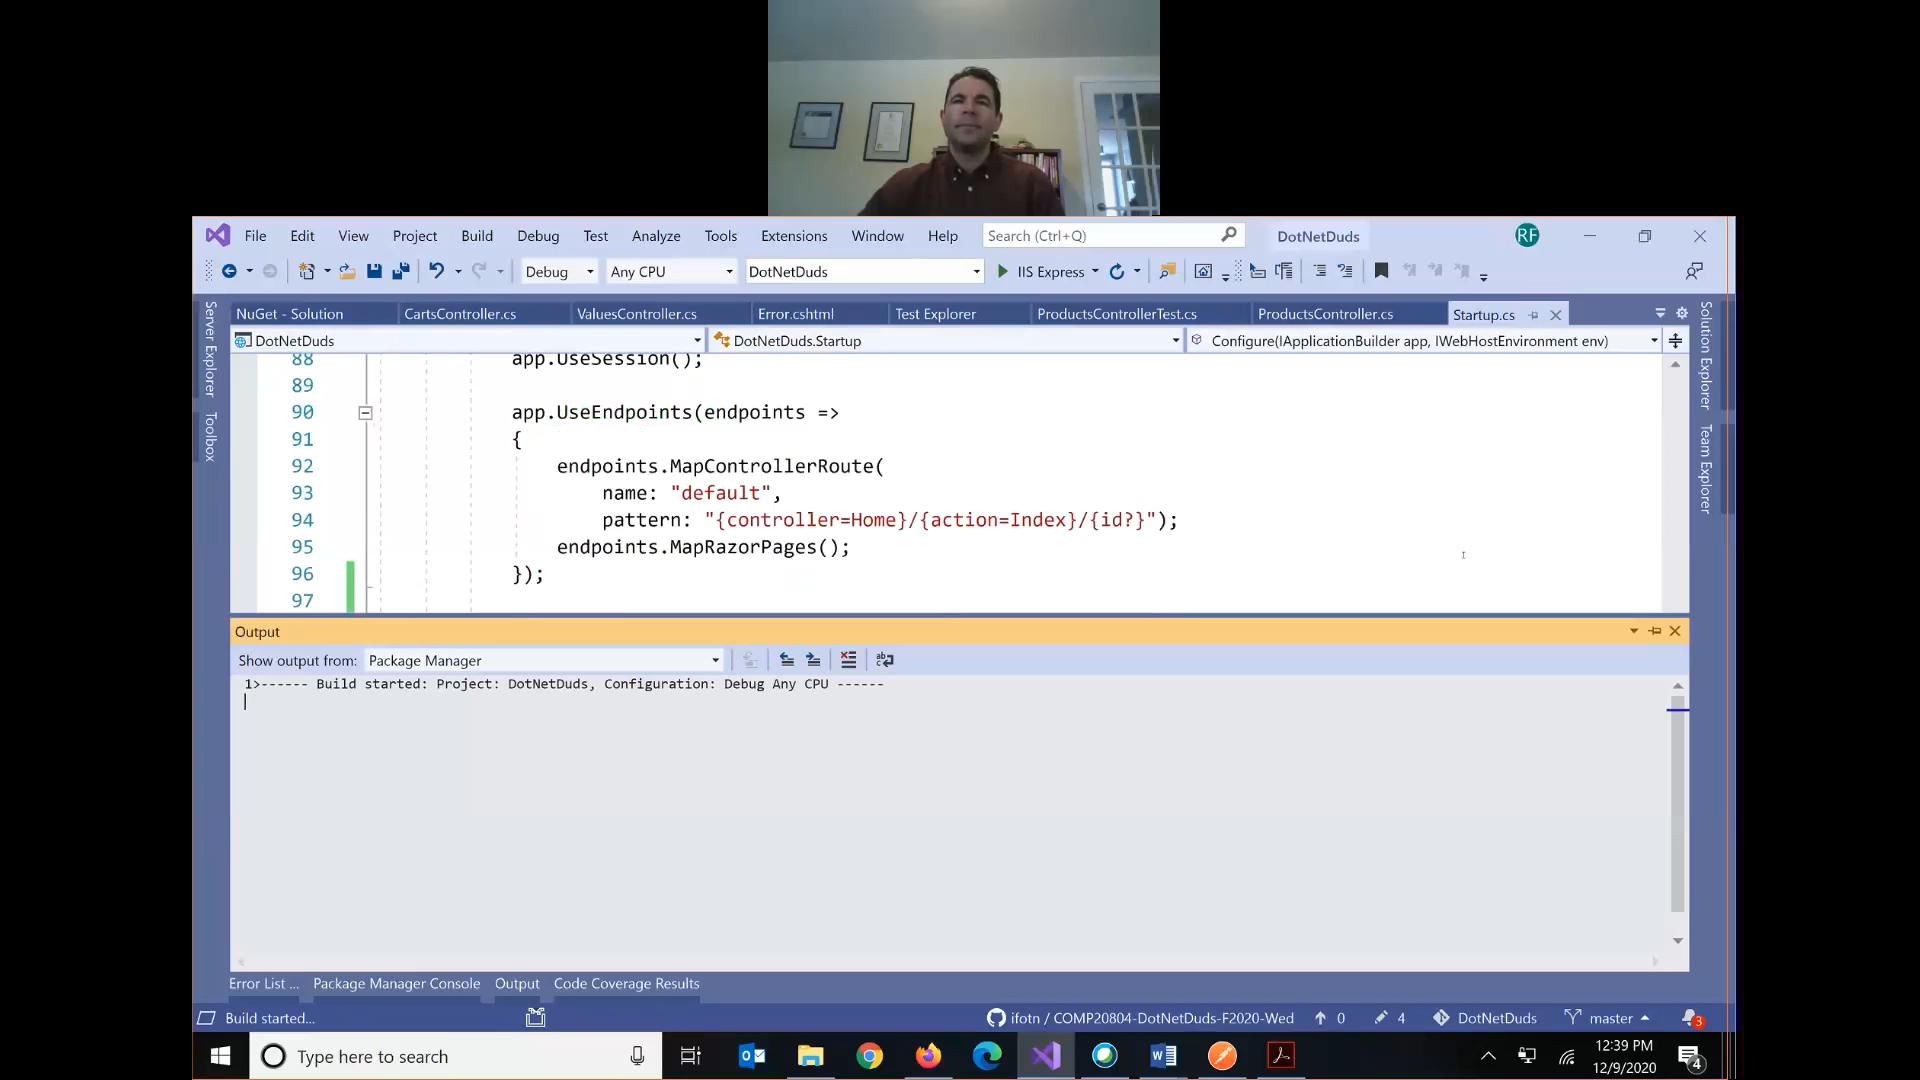 File Edit View Project Build Debug Test Analyze Tools Extensions Window Help Search (Ctrl+Q) DotNetDuds RF
Debug Any CPU DotNetDuds IIS Express
Server Explorer
Toolbox
NuGet - Solution CartsController.cs ValuesController.cs Error.cshtml Test Explorer ProductsControllerTest.cs ProductsController.cs Startup.cs
DotNetDuds DotNetDuds.Startup Configure(IApplicationBuilder app, IWebHostEnvironment env)
88 app.UseSession();
89
90 app.UseEndpoints(endpoints =>
91 {
92 endpoints.MapControllerRoute(
93 name: "default",
94 pattern: "{controller=Home}/{action=Index}/{id?}");
95 endpoints.MapRazorPages();
96 });
97
Solution Explorer
Team Explorer
Output
Show output from: Package Manager
1>------ Build started: Project: DotNetDuds, Configuration: Debug Any CPU ------
Error List ... Package Manager Console Output Code Coverage Results
Build started... ifotn / COMP20804-DotNetDuds-F2020-Wed 0 4 DotNetDuds master 3
Type here to search 12:39 PM
12/9/2020 4